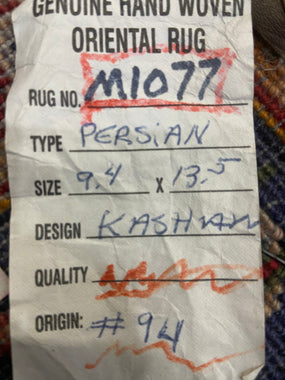 GENUINE HAND WOVEN
ORIENTAL RUG
RUG NO. M1077
TYPE PERSIAN
SIZE 9.4 X 13.5
DESIGN KASHAN
QUALITY
ORIGIN: #94